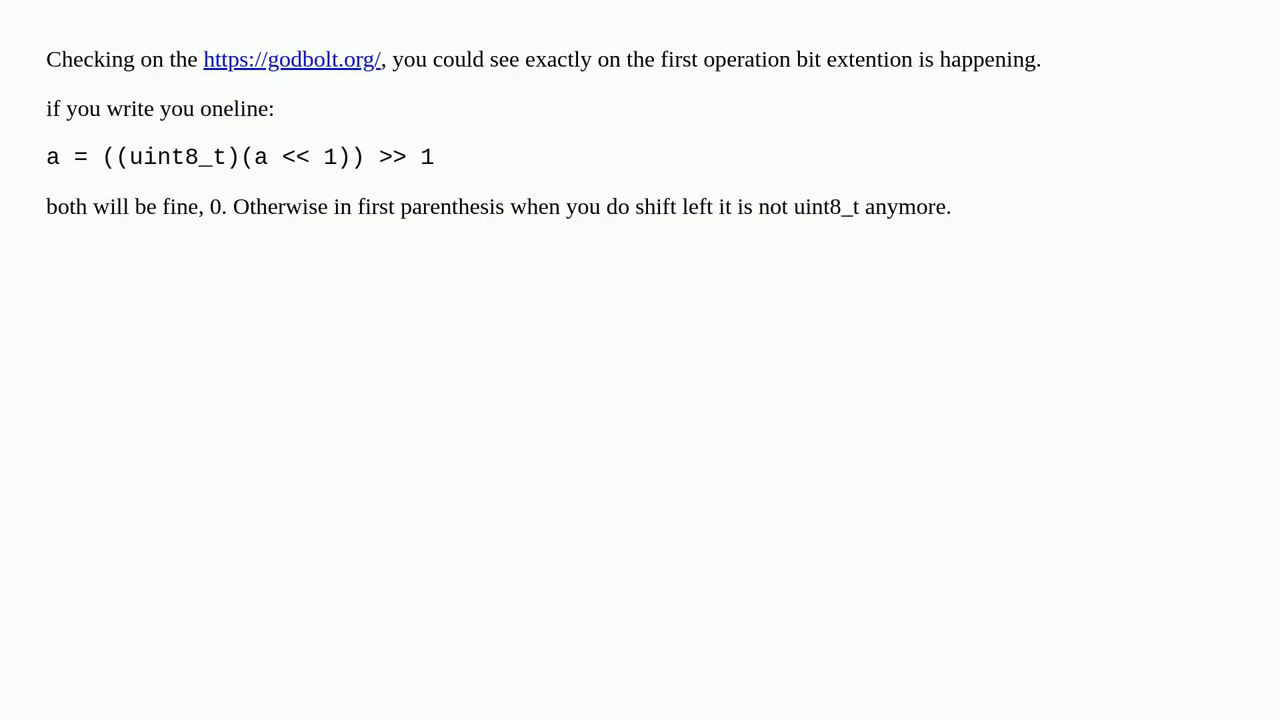 Checking on the https://godbolt.org/, you could see exactly on the first operation bit extention is happening.
if you write you oneline:
a = ((uint8_t)(a << 1)) >> 1
both will be fine, 0. Otherwise in first parenthesis when you do shift left it is not uint8_t anymore.